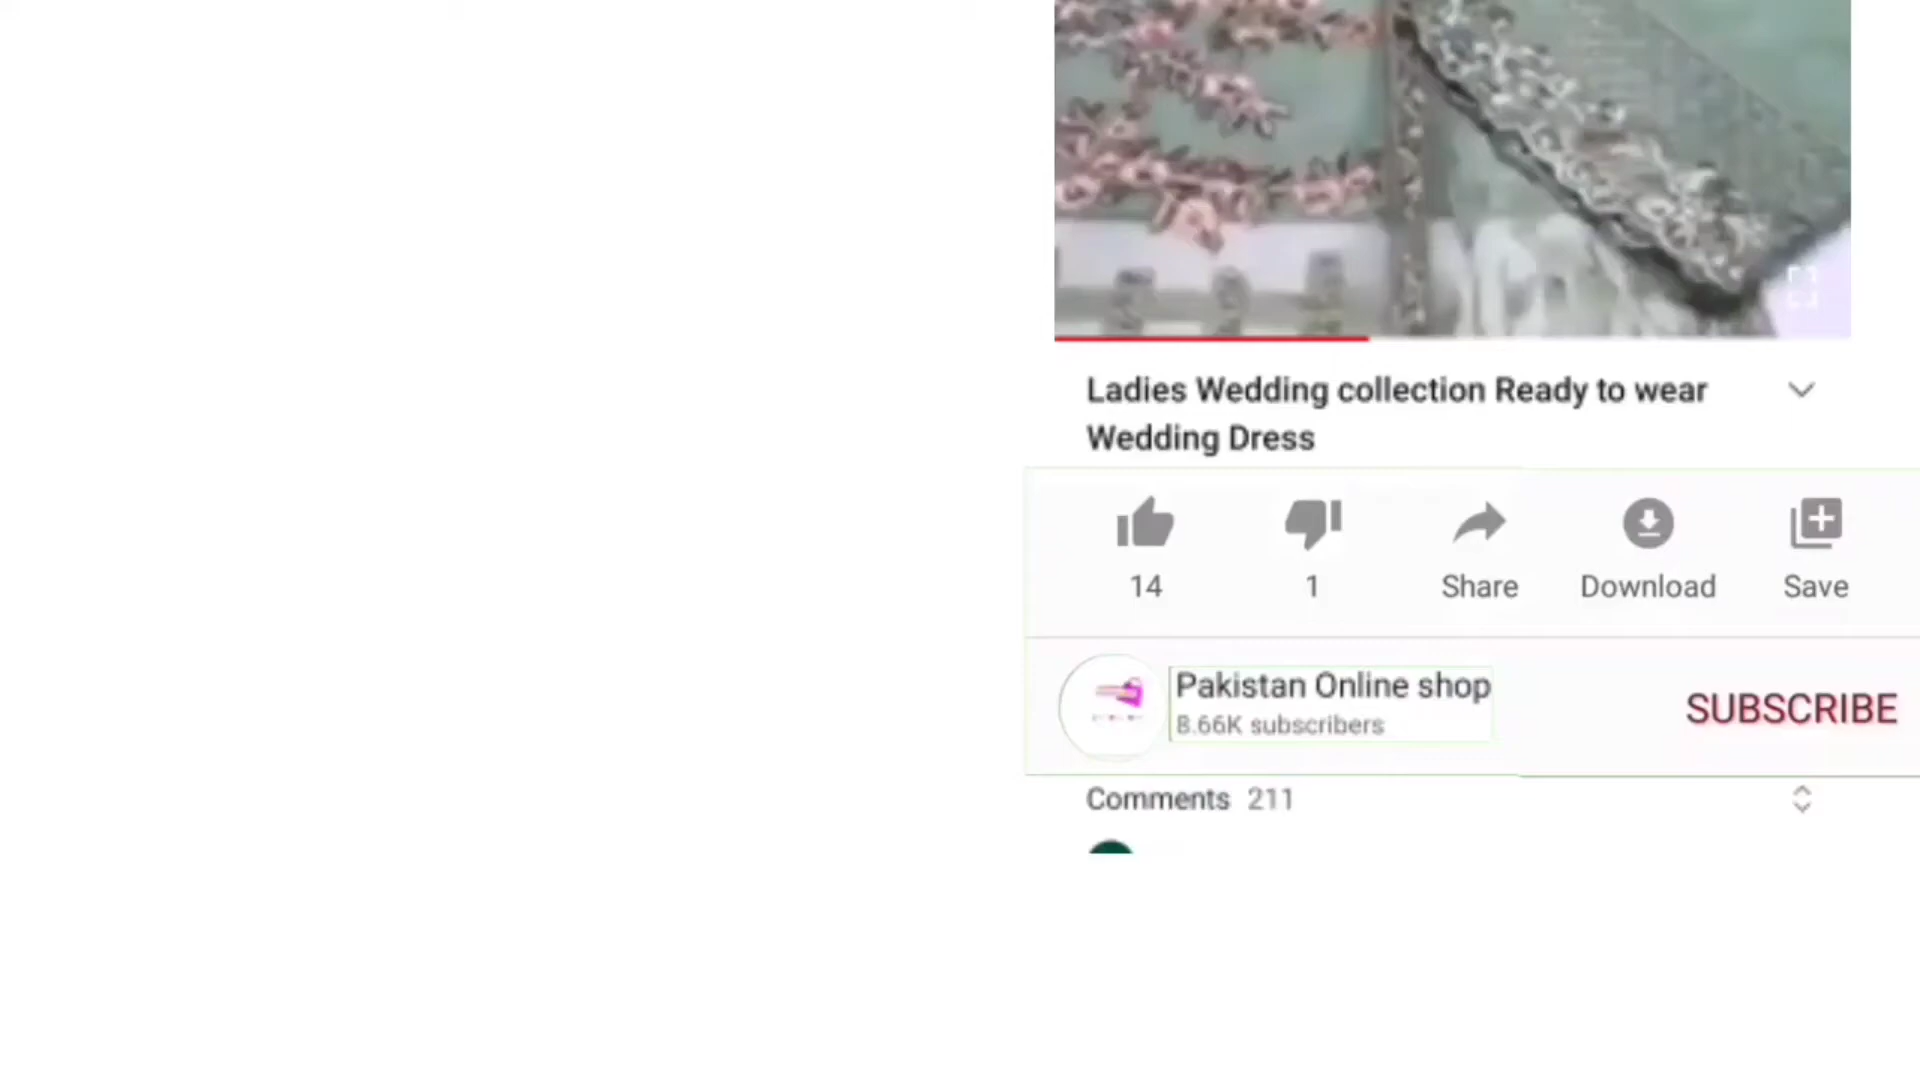 Ladies Wedding collection Ready to wear
Wedding Dress
14
1
Share
Download
Save
Pakistan Online shop
8.66K subscribers
SUBSCRIBE
Comments 211